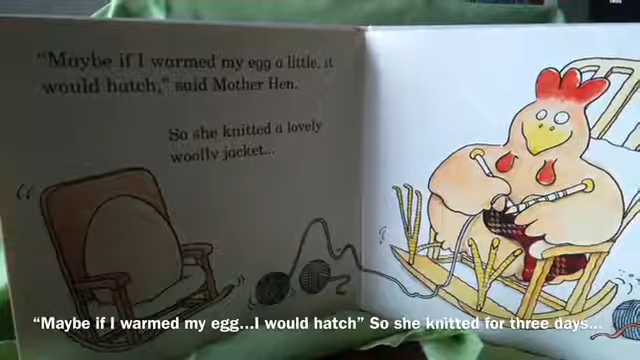 "Maybe if I warmed my egg a little, it
would hatch," said Mother Hen.
So she knitted a lovely
woolly jacket...
"Maybe if I warmed my egg...I would hatch" So she knitted for three days...